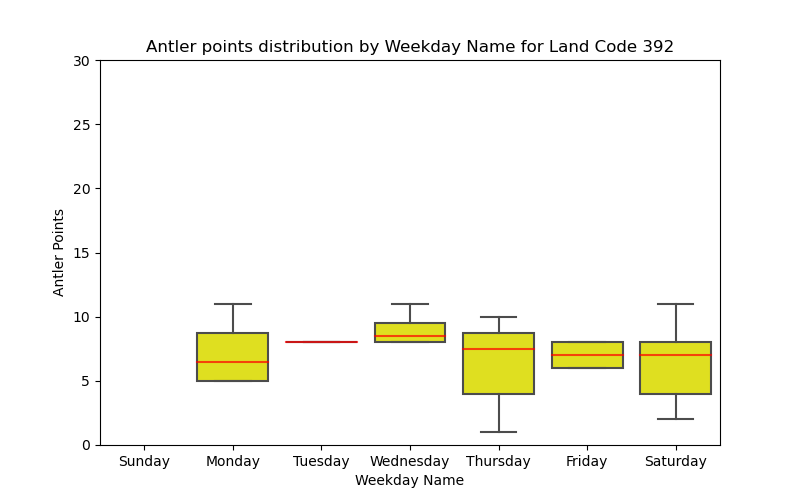 Antler points distribution by Weekday Name for Land Code 392
30
25
20
15
10
5
0
Antler Points
Sunday Monday Tuesday Wednesday Thursday Friday Saturday
Weekday Name